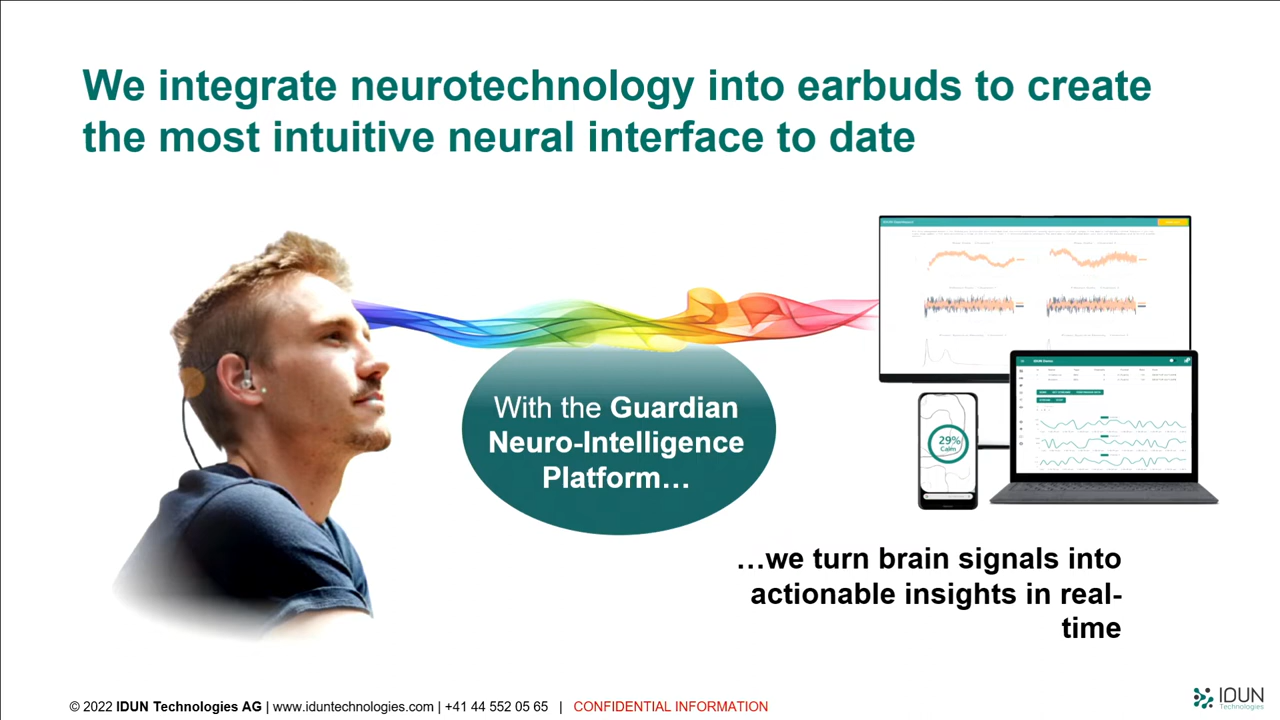 We integrate neurotechnology into earbuds to create
the most intuitive neural interface to date
With the Guardian
Neuro-Intelligence
Platform…
29%
Calm
…we turn brain signals into
actionable insights in real-
time
© 2022 IDUN Technologies AG | www.iduntechnologies.com | +41 44 552 05 65 | CONFIDENTIAL INFORMATION
IDUN
Technologies